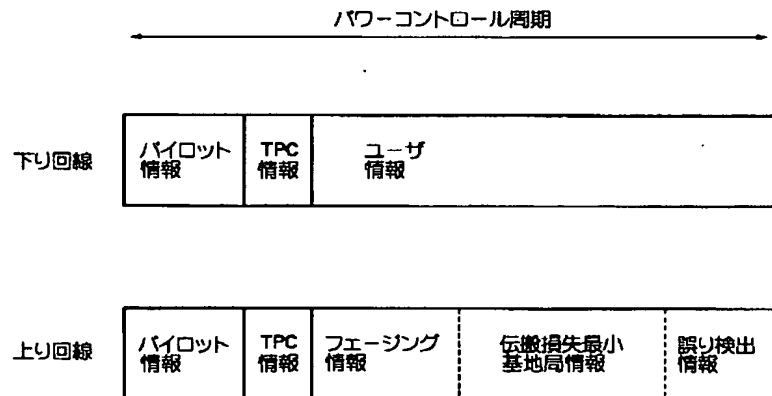 パワーコントロール周期
下り回線
パイロット
情報
TPC
情報
ユーザ
情報
上り回線
パイロット
情報
TPC
情報
フェージング
情報
伝搬損失最小
基地局情報
誤り検出
情報